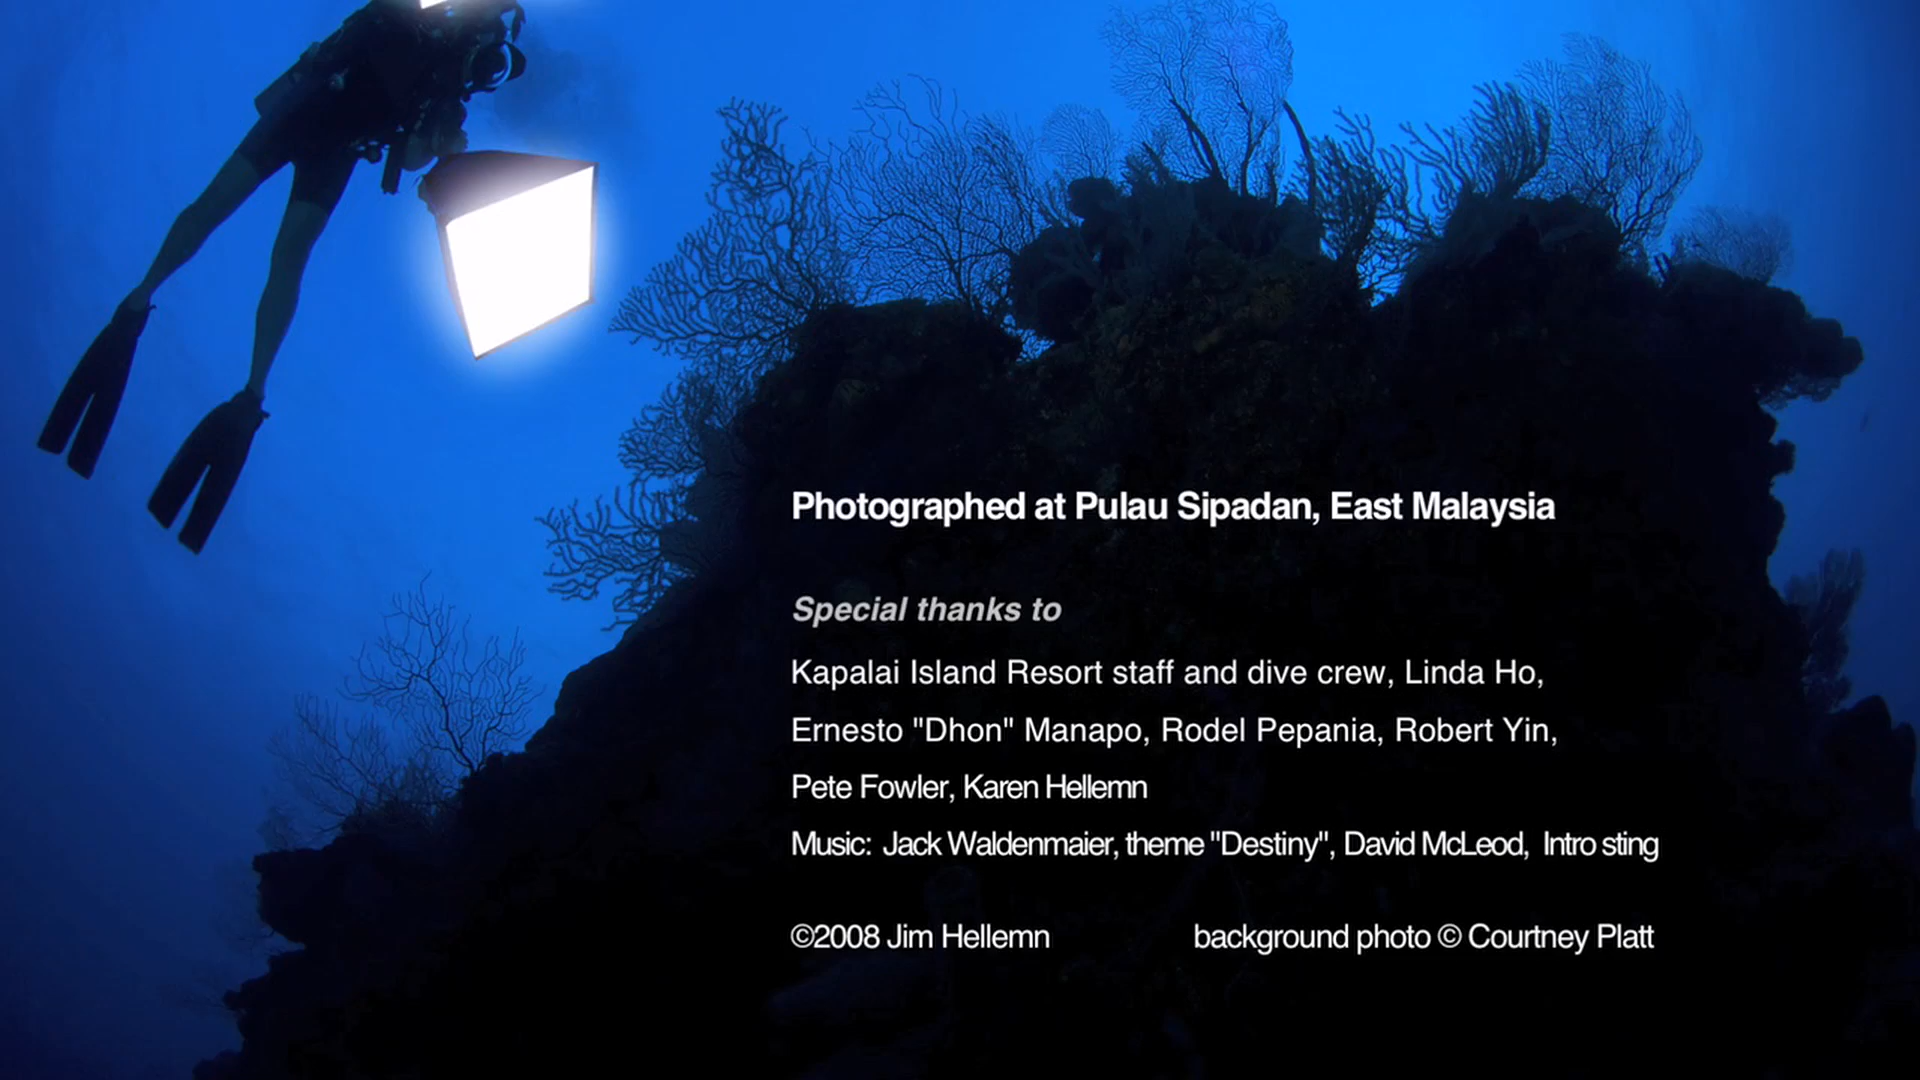 Photographed at Pulau Sipadan, East Malaysia
Special thanks to
Kapalai Island Resort staff and dive crew, Linda Ho,
Ernesto "Dhon" Manapo, Rodel Pepania, Robert Yin,
Pete Fowler, Karen Hellemn
Music:  Jack Waldenmaier, theme "Destiny", David McLeod,  Intro sting
©2008 Jim Hellemn background photo © Courtney Platt